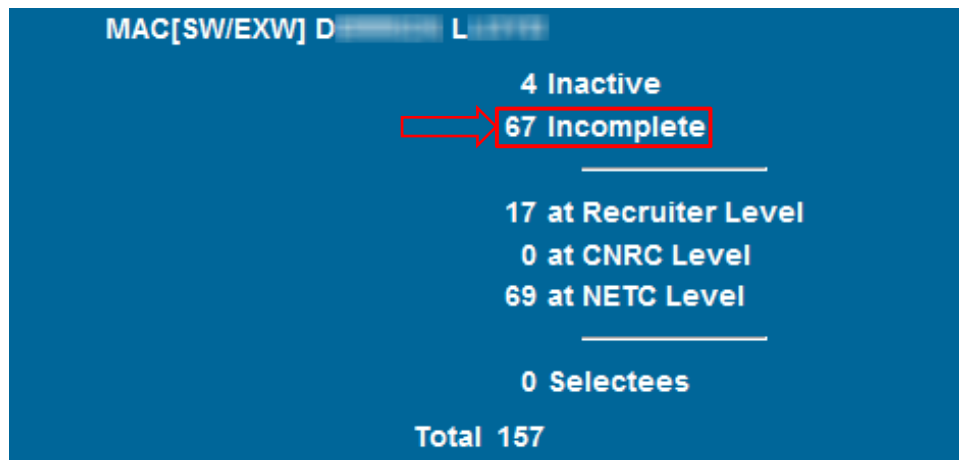 MAC[SW/EXW] D L
4 Inactive
67 Incomplete
17 at Recruiter Level
0 at CNRC Level
69 at NETC Level
0 Selectees
Total 157